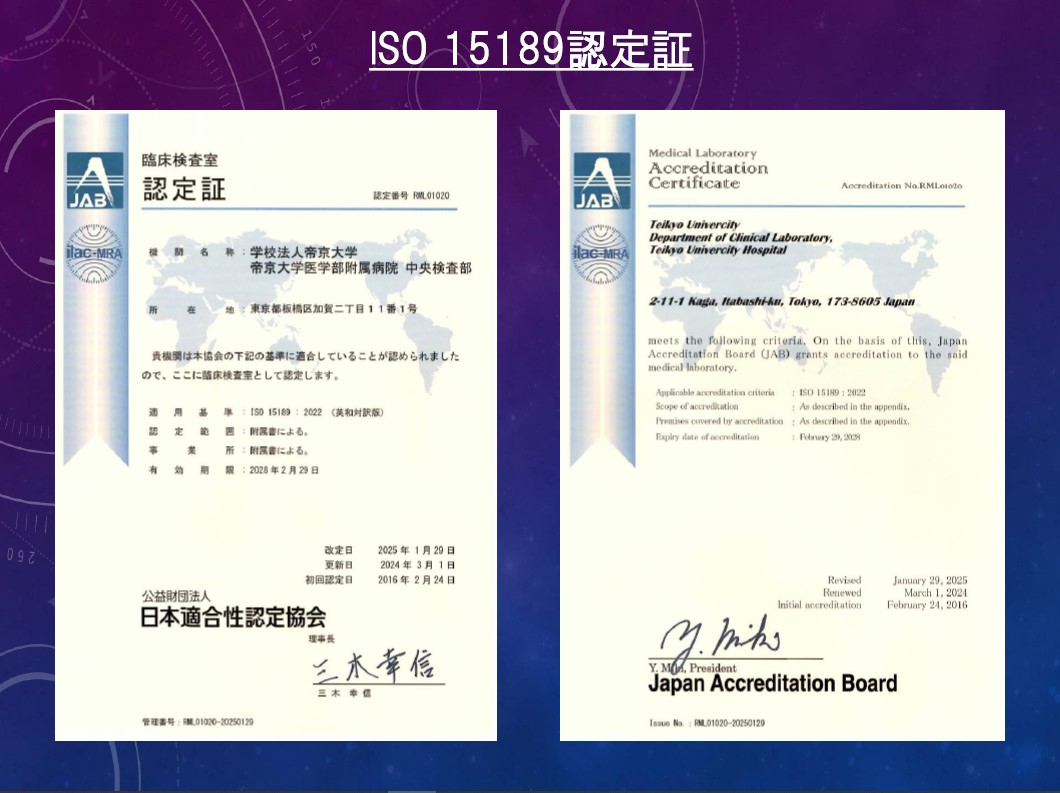 ISO 15189認定証
JAB
ilac-MRA
臨床検査室
認定証
認定番号 RML01020
機関名称 : 学校法人帝京大学
帝京大学医学部附属病院 中央検査部
所在地 : 東京都板橋区加賀二丁目11番1号
貴機関は本協会の下記の基準に適合していることが認められました
ので、ここに臨床検査室として認定します。
適用基準 : ISO 15189 : 2022 (英和対訳版)
認定範囲 : 附属書による。
事業所 : 附属書による。
有効期限 : 2028年2月29日
改定日 2025年1月29日
更新日 2024年3月1日
初回認定日 2016年2月24日
公益財団法人
日本適合性認定協会
理事長
三木幸信
三木幸信
管理番号 : RML01020-20250129
JAB
ilac-MRA
Medical Laboratory
Accreditation
Certificate
Accreditation No.RML01020
Teikyo Univercity
Department of Clinical Laboratory,
Teikyo Univercity Hospital
2-11-1 Kaga, Itabashi-ku, Tokyo, 173-8605 Japan
meets the following criteria. On the basis of this, Japan
Accreditation Board (JAB) grants accreditation to the said
medical laboratory.
Applicable accreditation criteria : ISO 15189 : 2022
Scope of accreditation : As described in the appendix.
Premises covered by accreditation : As described in the appendix.
Expiry date of accreditation : February 29, 2028
Revised January 29, 2025
Renewed March 1, 2024
Initial accreditation February 24, 2016
Y. Miki
Y. Miki, President
Japan Accreditation Board
Issue No. : RML01020-20250129
150
260